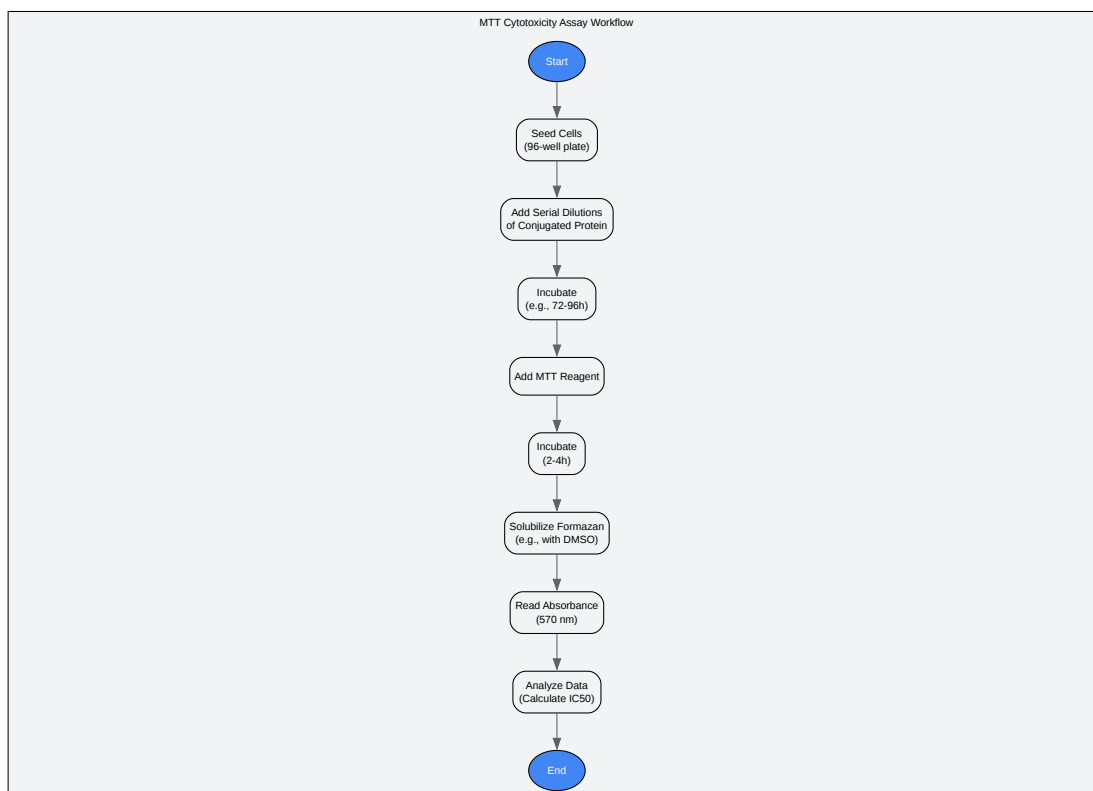 MTT Cytotoxicity Assay Workflow
Start
Seed Cells
(96-well plate)
Add Serial Dilutions
of Conjugated Protein
Incubate
(e.g., 72-96h)
Add MTT Reagent
Incubate
(2-4h)
Solubilize Formazan
(e.g., with DMSO)
Read Absorbance
(570 nm)
Analyze Data
(Calculate IC50)
End